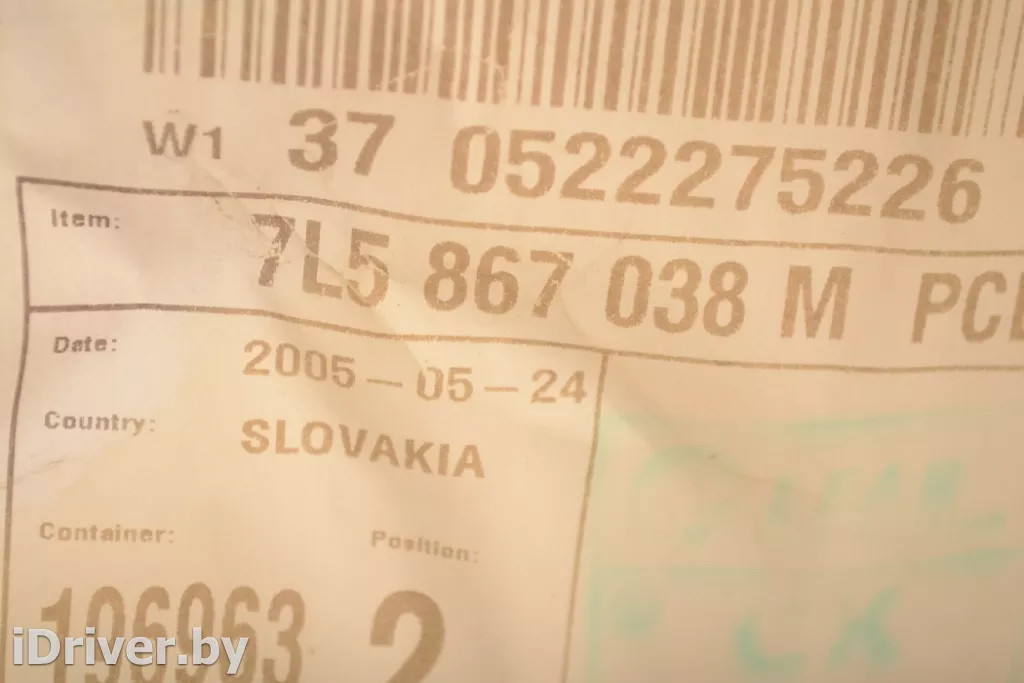 W1 37 0522275226
Item: 7L5 867 038 M
Date: 2005-05-24
Country: SLOVAKIA
Container: Position:
196963 2
iDriver.by